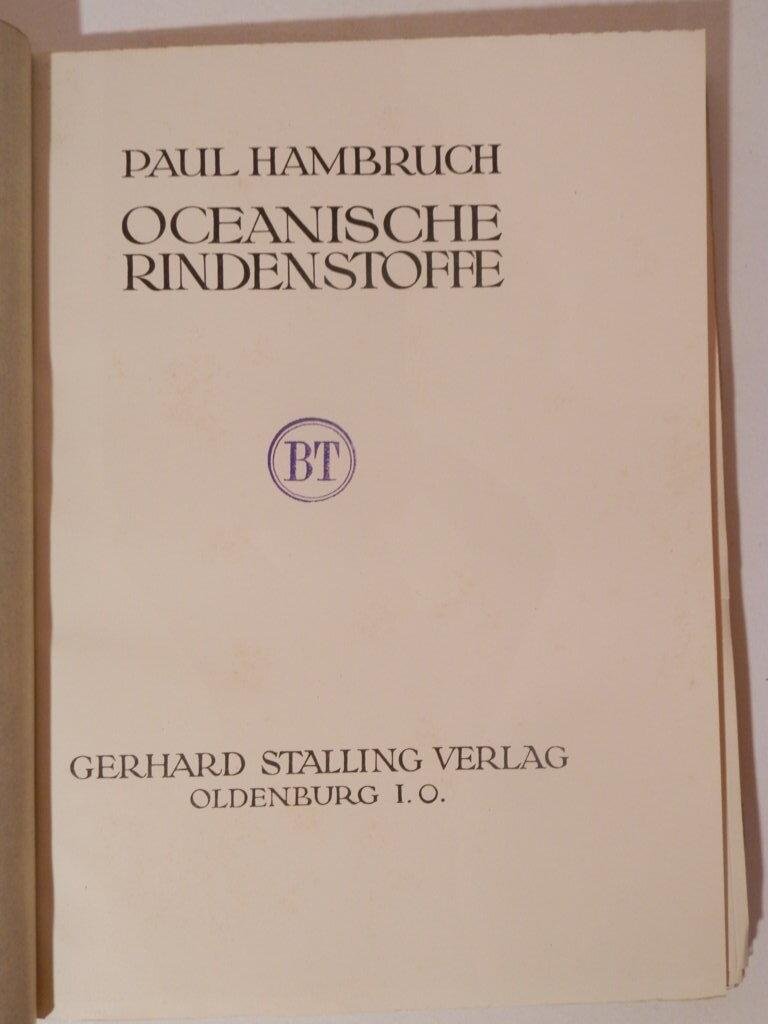 PAUL HAMBRUCH
OCEANISCHE
RINDENSTOFFE
BT
GERHARD STALLING VERLAG
OLDENBURG I.O.